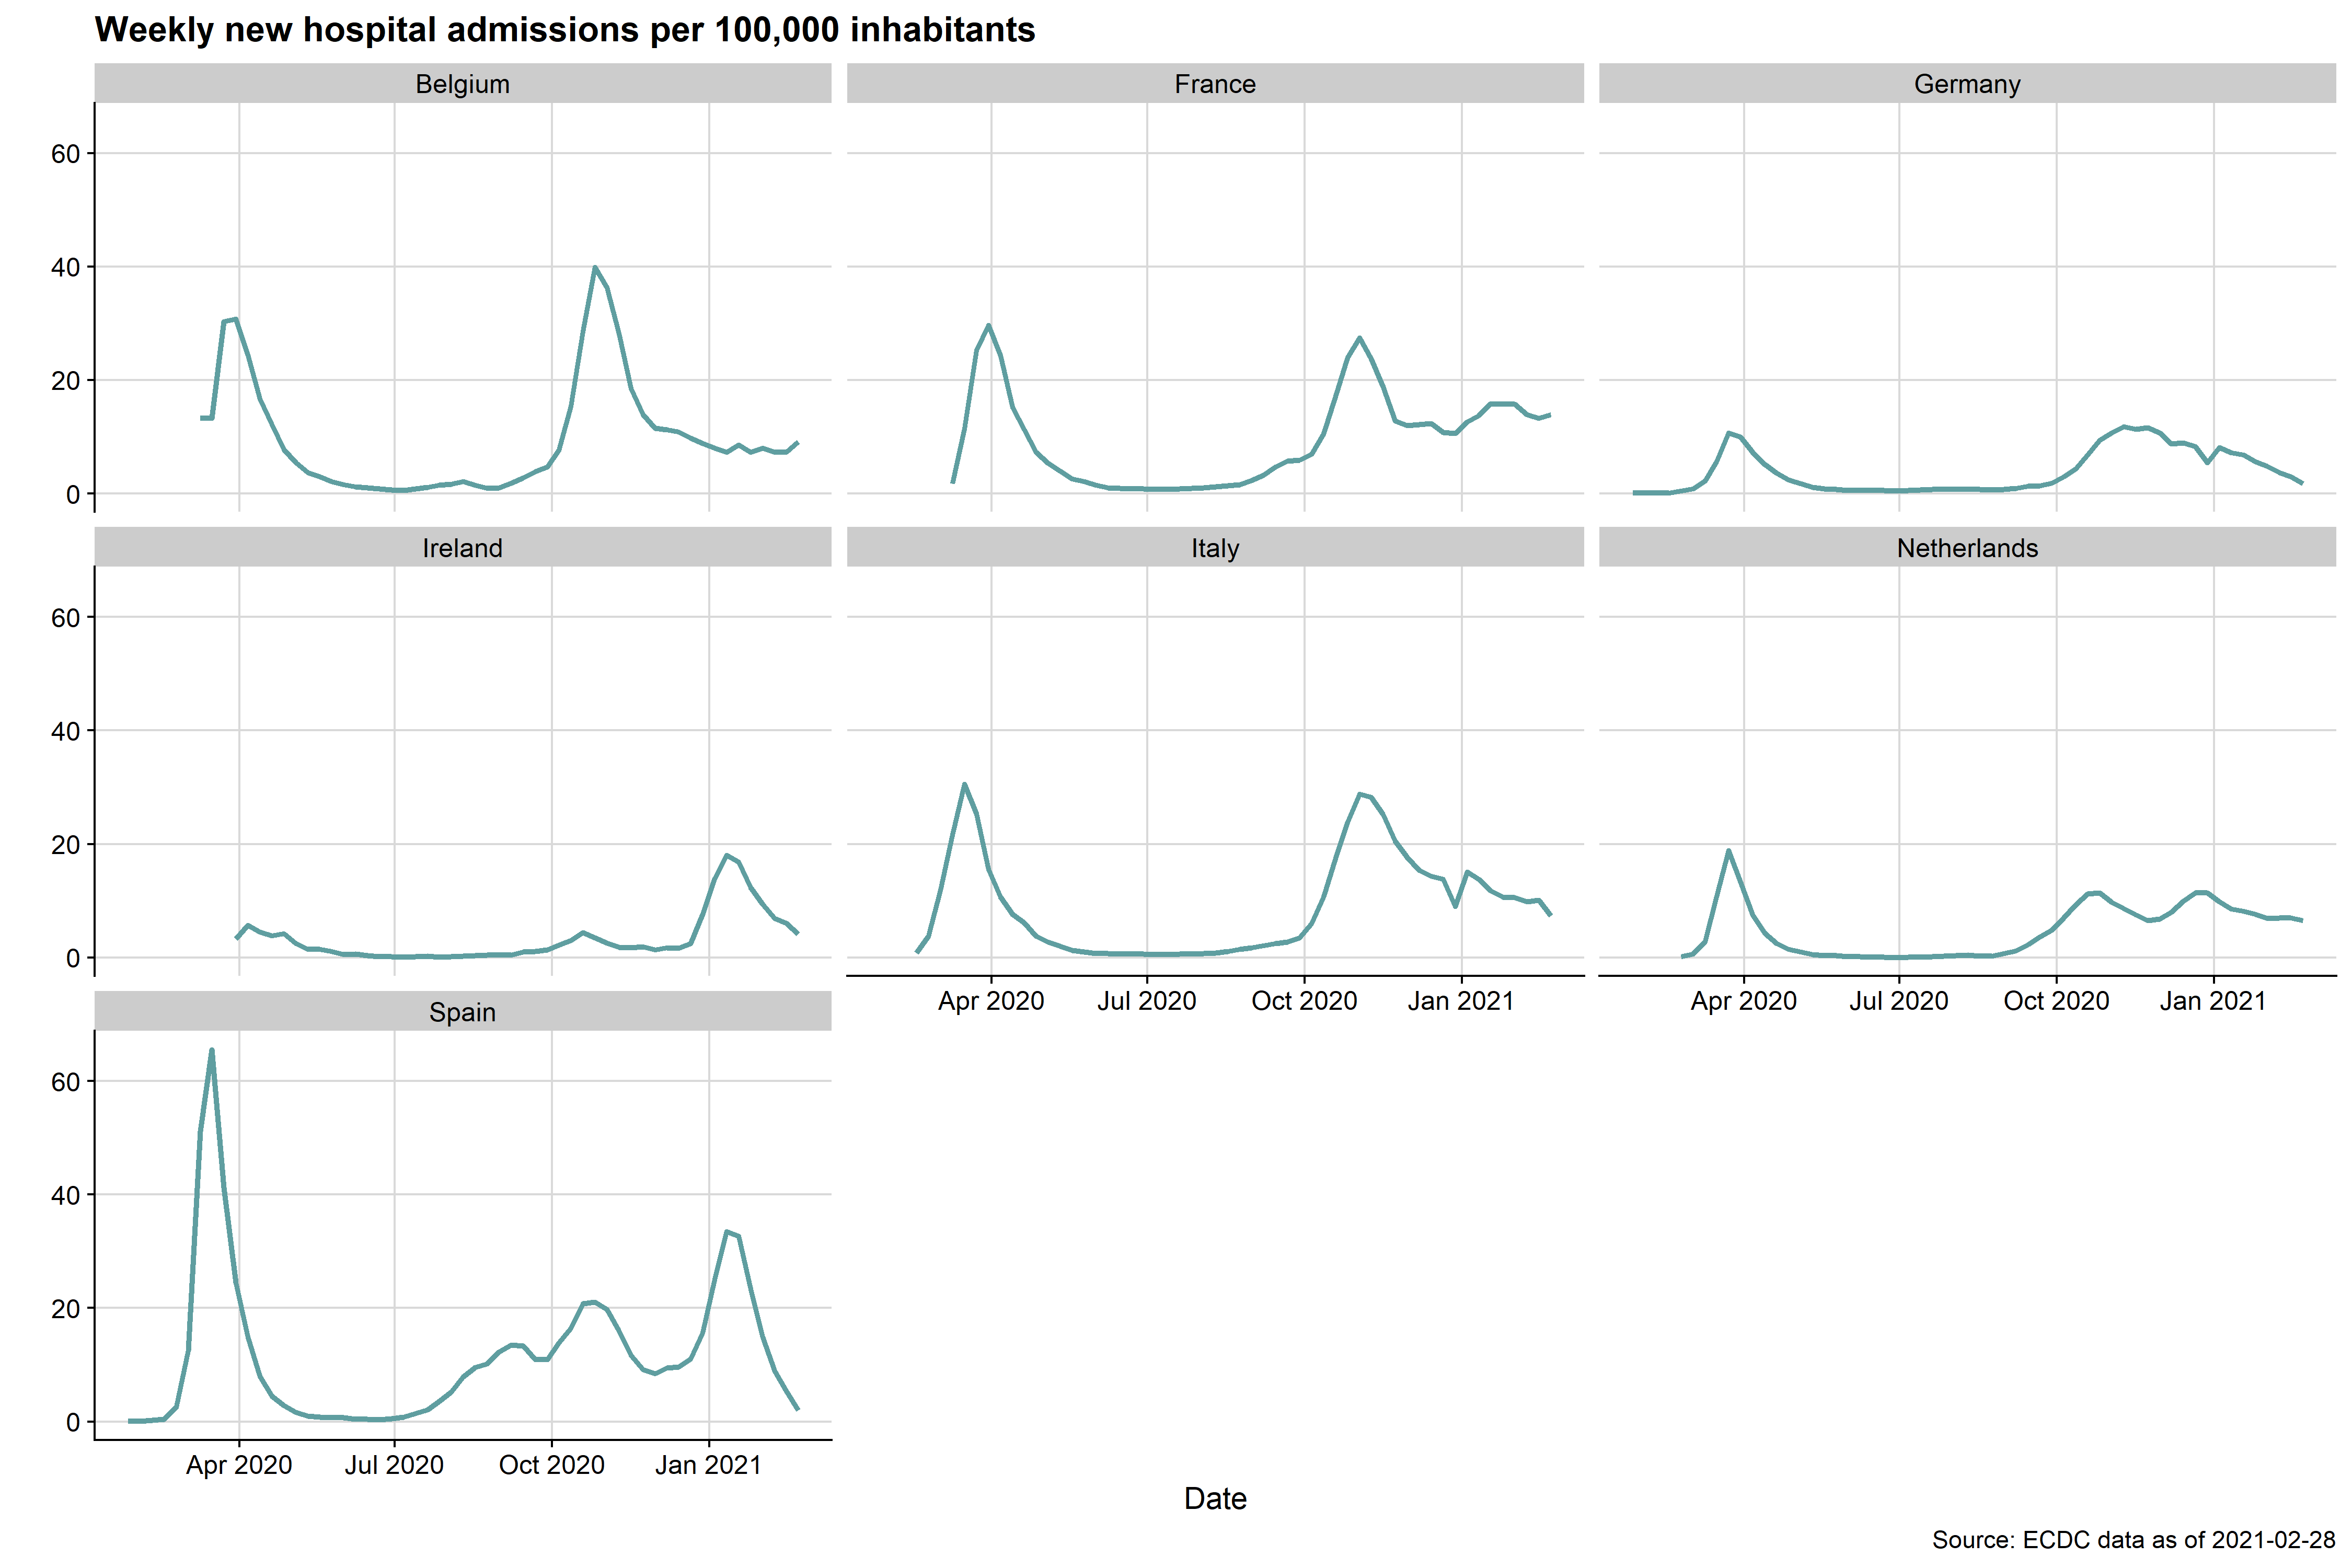 Weekly new hospital admissions per 100,000 inhabitants
Belgium
France
Germany
60
40
20
0
Ireland
Italy
Netherlands
60
40
20
0
Apr 2020
Jul 2020
Oct 2020
Jan 2021
Apr 2020
Jul 2020
Oct 2020
Jan 2021
Spain
60
40
20
0
Apr 2020
Jul 2020
Oct 2020
Jan 2021
Date
Source: ECDC data as of 2021-02-28